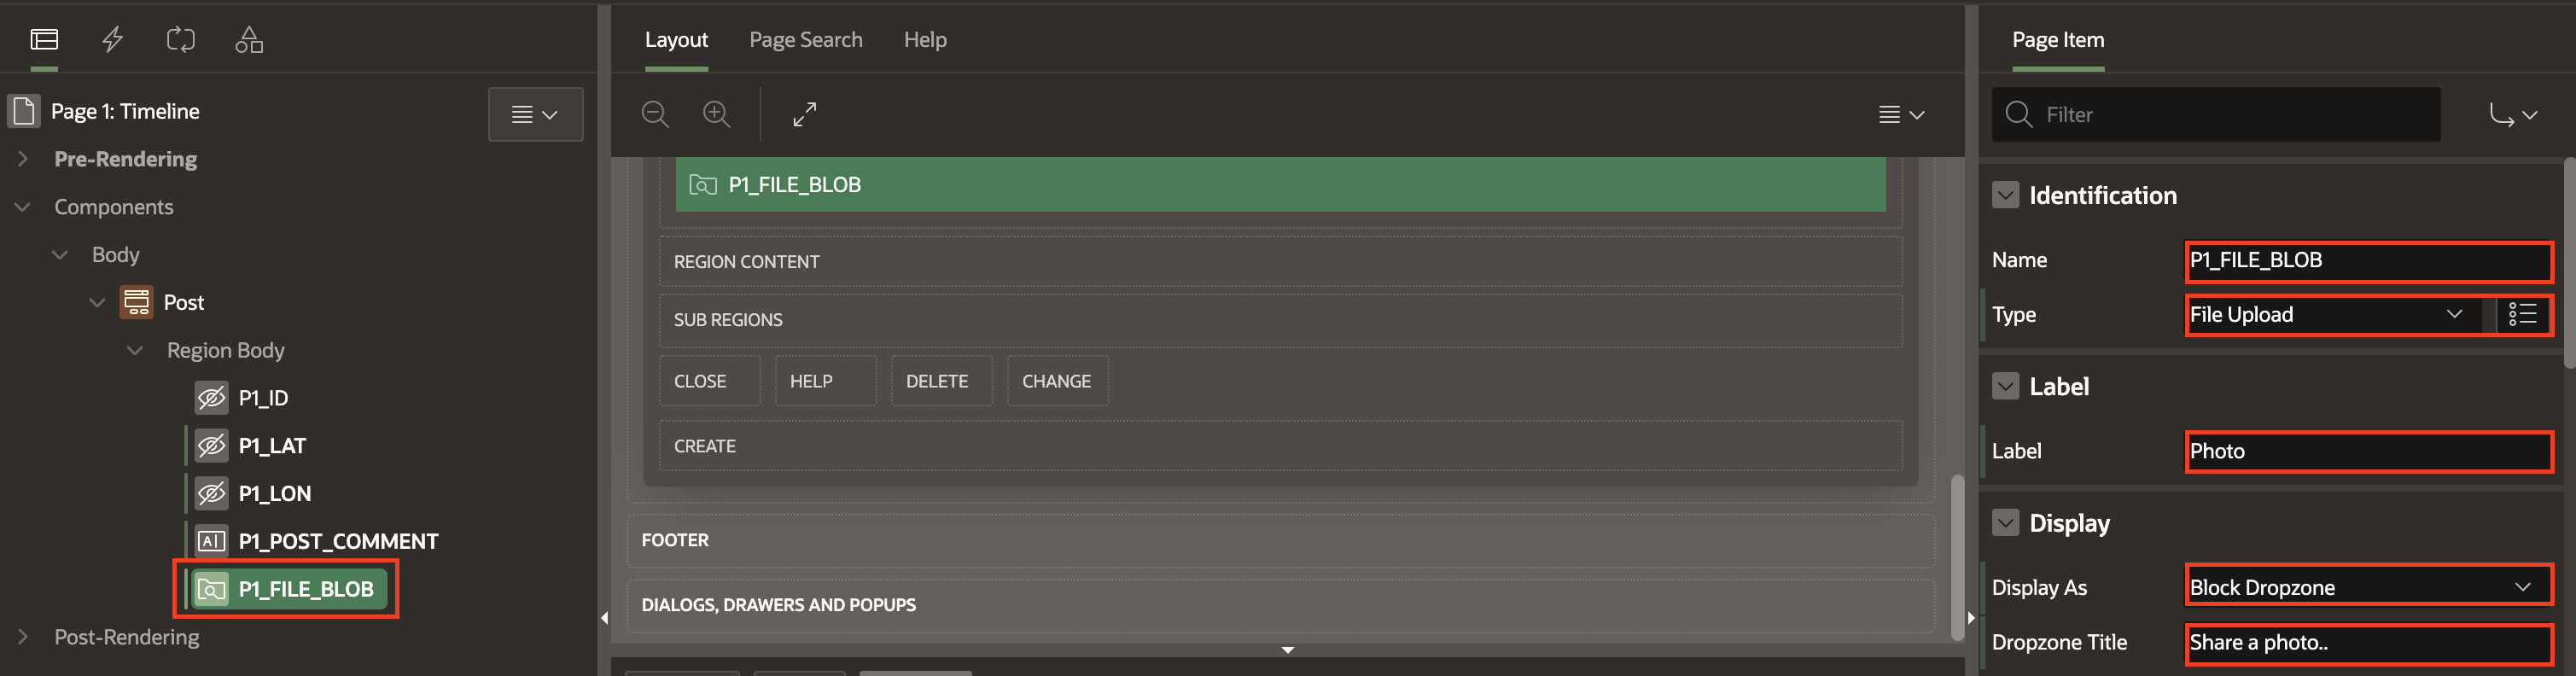 Page 1: Timeline
Pre-Rendering
Components
Body
Post
Region Body
P1_ID
P1_LAT
P1_LON
P1_POST_COMMENT
P1_FILE_BLOB
Post-Rendering
Layout
Page Search
Help
P1_FILE_BLOB
REGION CONTENT
SUB REGIONS
CLOSE
HELP
DELETE
CHANGE
CREATE
FOOTER
DIALOGS, DRAWERS AND POPUPS
Page Item
Filter
Identification
Name
P1_FILE_BLOB
Type
File Upload
Label
Label
Photo
Display
Display As
Block Dropzone
Dropzone Title
Share a photo..